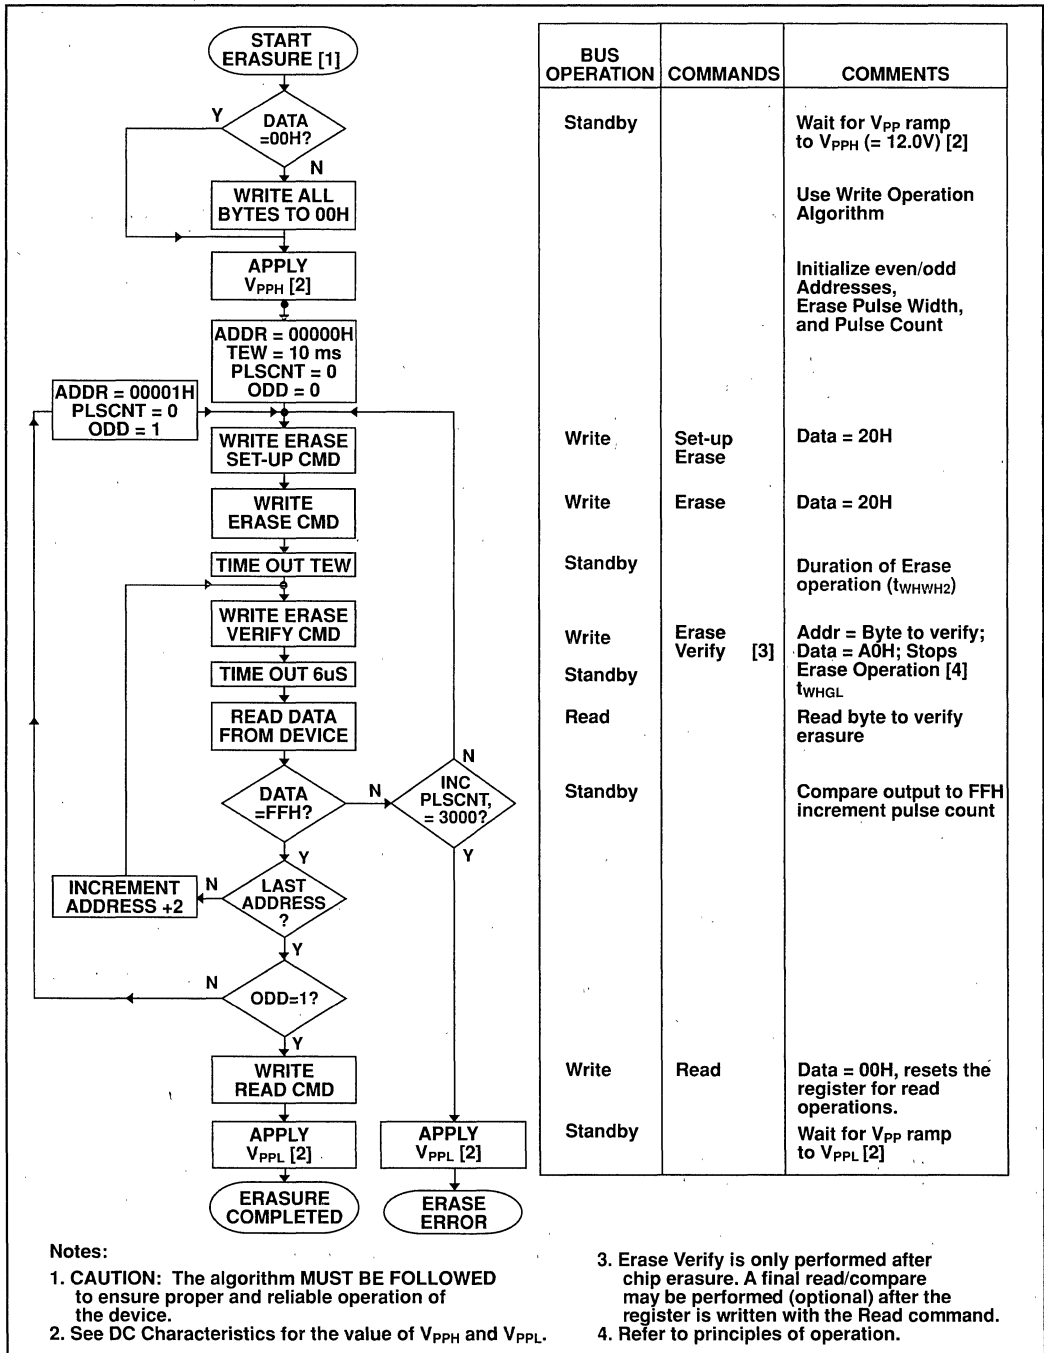 START
ERASURE [1]
Y
DATA
=00H?
N
WRITE ALL
BYTES TO 00H
APPLY
VPPH [2]
ADDR = 00000H
TEW = 10 ms
PLSCNT = 0
ODD = 0
ADDR = 00001H
PLSCNT = 0
ODD = 1
WRITE ERASE
SET-UP CMD
WRITE
ERASE CMD
TIME OUT TEW
WRITE ERASE
VERIFY CMD
TIME OUT 6uS
READ DATA
FROM DEVICE
DATA
=FFH?
N
N
INC
PLSCNT,
= 3000?
Y
Y
INCREMENT
ADDRESS +2
N
LAST
ADDRESS
?
Y
N
ODD=1?
Y
WRITE
READ CMD
APPLY
VPPL [2]
APPLY
VPPL [2]
ERASURE
COMPLETED
ERASE
ERROR
BUS
OPERATION COMMANDS COMMENTS
Standby Wait for VPP ramp
to VPPH (= 12.0V) [2]
Use Write Operation
Algorithm
Initialize even/odd
Addresses,
Erase Pulse Width,
and Pulse Count
Write Set-up Data = 20H
Erase
Write Erase Data = 20H
Standby Duration of Erase
operation (tWHWH2)
Write Erase Addr = Byte to verify;
Verify [3] Data = A0H; Stops
Standby Erase Operation [4]
tWHGL
Read Read byte to verify
erasure
Standby Compare output to FFH
increment pulse count
Write Read Data = 00H, resets the
register for read
operations.
Standby Wait for VPP ramp
to VPPL [2]
Notes:
1. CAUTION: The algorithm MUST BE FOLLOWED
to ensure proper and reliable operation of
the device.
2. See DC Characteristics for the value of VPPH and VPPL.
3. Erase Verify is only performed after
chip erasure. A final read/compare
may be performed (optional) after the
register is written with the Read command.
4. Refer to principles of operation.